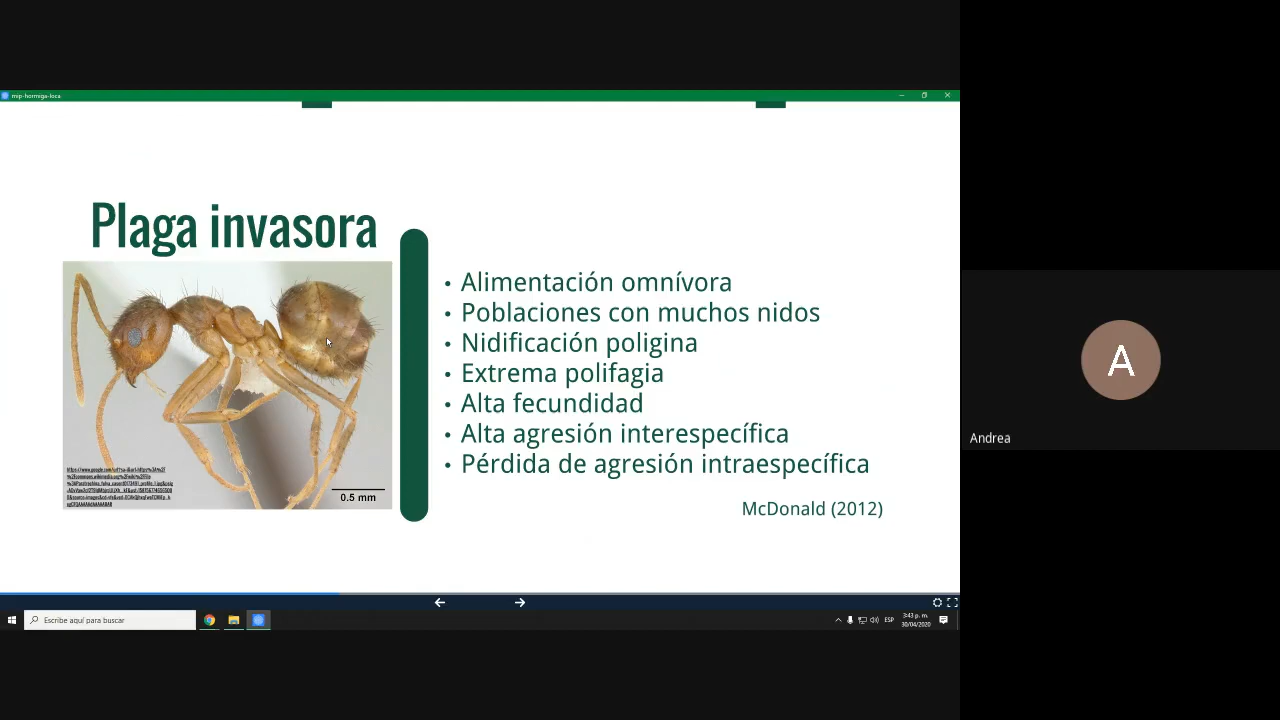 mip-hormiga-loca
Plaga invasora
• Alimentación omnívora
• Poblaciones con muchos nidos
• Nidificación poligina
• Extrema polifagia
• Alta fecundidad
• Alta agresión interespecífica
• Pérdida de agresión intraespecífica
McDonald (2012)
0.5 mm
A
Andrea
Escribe aquí para buscar
ESP
3:43 p. m.
30/04/2020